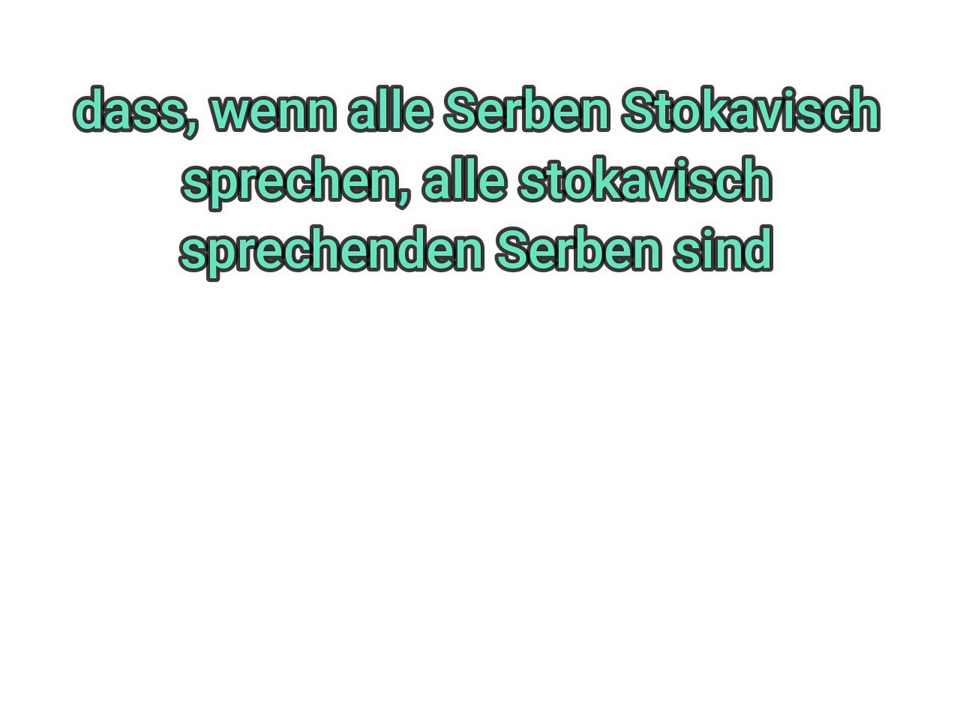 dass, wenn alle Serben Stokavisch
sprechen, alle stokavisch
sprechenden Serben sind